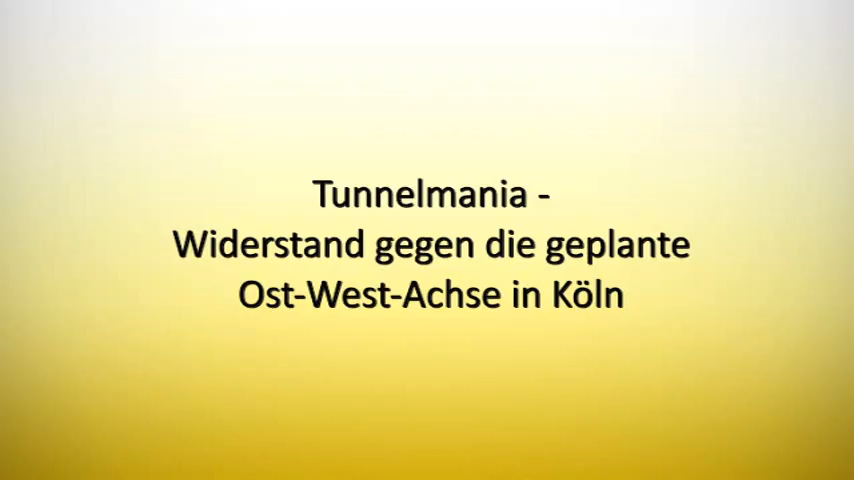 Tunnelmania -
Widerstand gegen die geplante
Ost-West-Achse in Köln